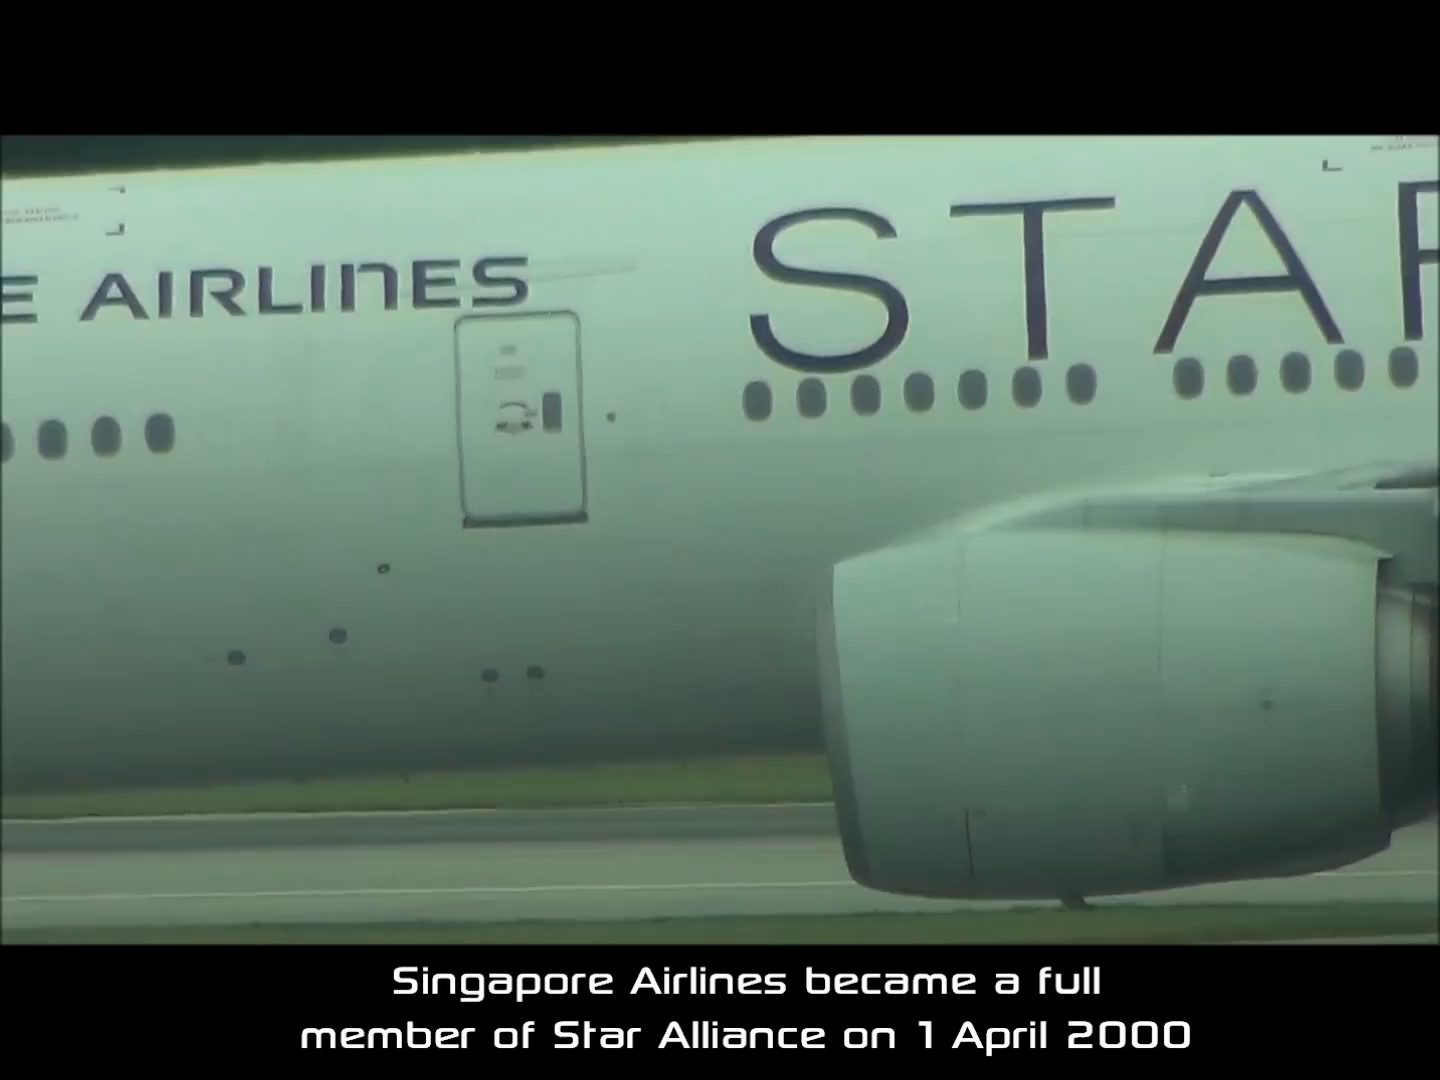 E AIRLINES
STAR
Singapore Airlines became a full
member of Star Alliance on 1 April 2000